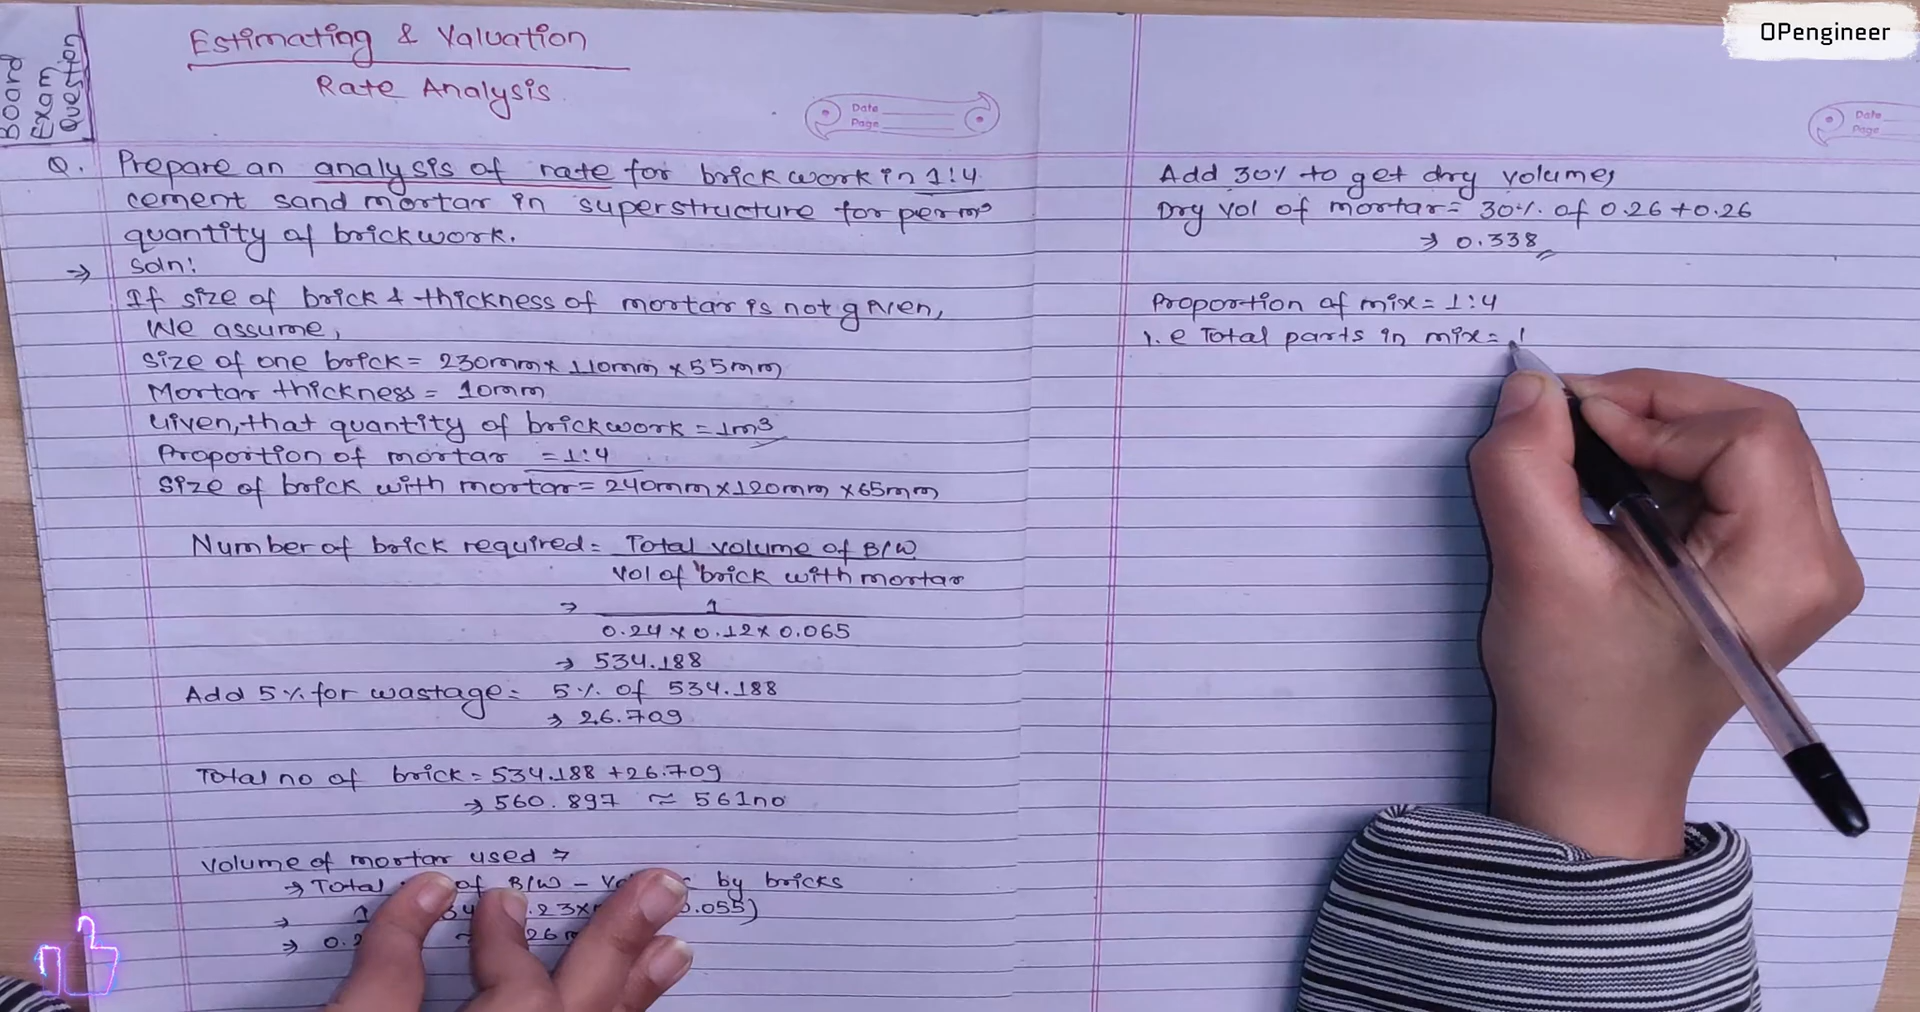 OPengineer
Board
Exam
Question
Estimating & Valuation
Rate Analysis
Date
Page
Q. Prepare an analysis of rate for brickwork in 1:4
cement sand mortar in superstructure for per m³
quantity of brickwork.
→ Soln:
If size of brick & thickness of mortar is not given,
We assume,
Size of one brick = 230mm × 110mm × 55mm
Mortar thickness = 10mm
Given, that quantity of brickwork = 1m³
Proportion of mortar = 1:4
Size of brick with mortar = 240mm × 120mm × 65mm
Number of brick required = Total volume of B/W
Vol of brick with mortar
→ 1
0.24 × 0.12 × 0.065
→ 534.188
Add 5% for wastage = 5% of 534.188
→ 26.709
Total no of brick = 534.188 + 26.709
→ 560.897 ≈ 561no
Volume of mortar used →
→ Total of B/W - by bricks
→ 0.055)
→
Date
Page
Add 30% to get dry volumes
Dry vol of mortar = 30% of 0.26 + 0.26
→ 0.338
Proportion of mix = 1:4
i.e Total parts in mix = 1